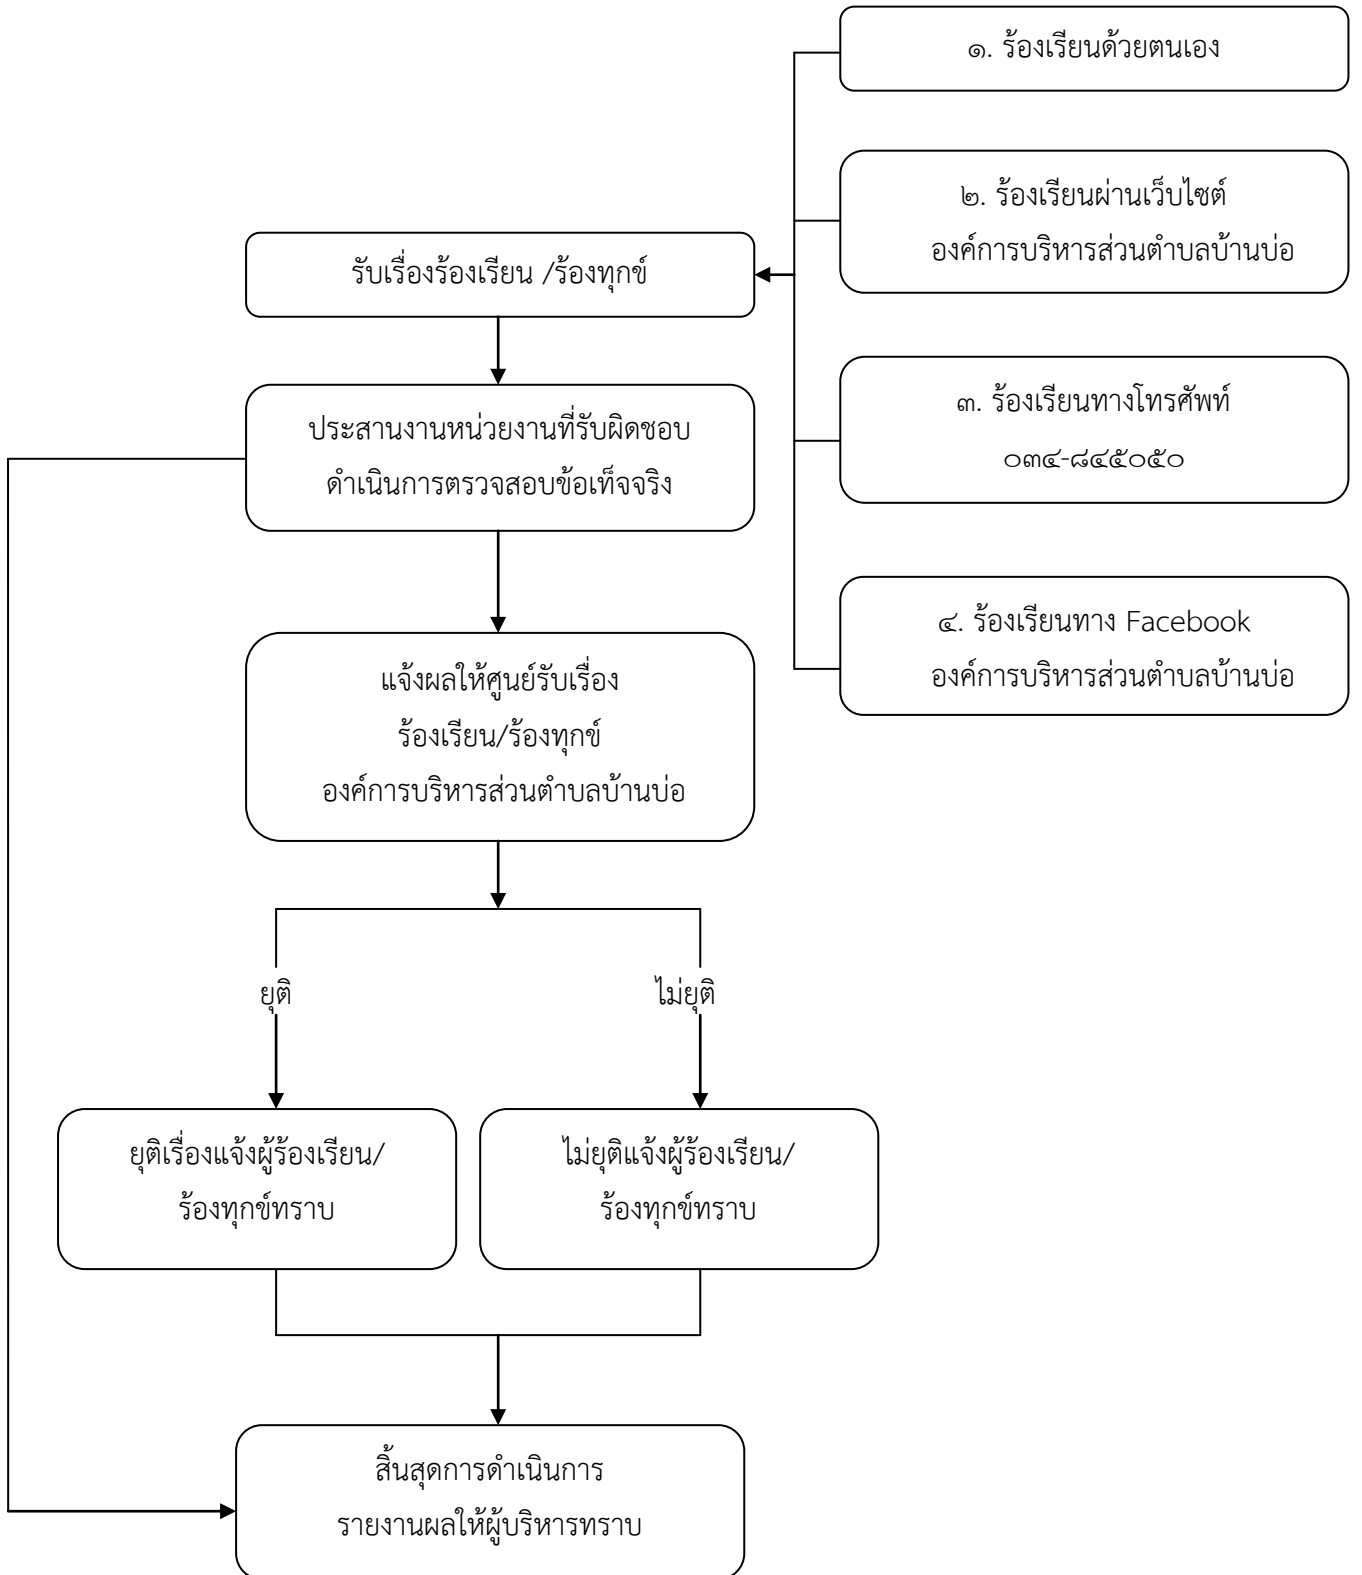 ๑. ร้องเรียนด้วยตนเอง
๒. ร้องเรียนผ่านเว็บไซต์
องค์การบริหารส่วนตำบลบ้านบ่อ
รับเรื่องร้องเรียน /ร้องทุกข์
๓. ร้องเรียนทางโทรศัพท์
๐๓๔-๘๔๕๐๕๐
ประสานงานหน่วยงานที่รับผิดชอบ
ดำเนินการตรวจสอบข้อเท็จจริง
๔. ร้องเรียนทาง Facebook
องค์การบริหารส่วนตำบลบ้านบ่อ
แจ้งผลให้ศูนย์รับเรื่อง
ร้องเรียน/ร้องทุกข์
องค์การบริหารส่วนตำบลบ้านบ่อ
ยุติ
ไม่ยุติ
ยุติเรื่องแจ้งผู้ร้องเรียน/
ร้องทุกข์ทราบ
ไม่ยุติแจ้งผู้ร้องเรียน/
ร้องทุกข์ทราบ
สิ้นสุดการดำเนินการ
รายงานผลให้ผู้บริหารทราบ